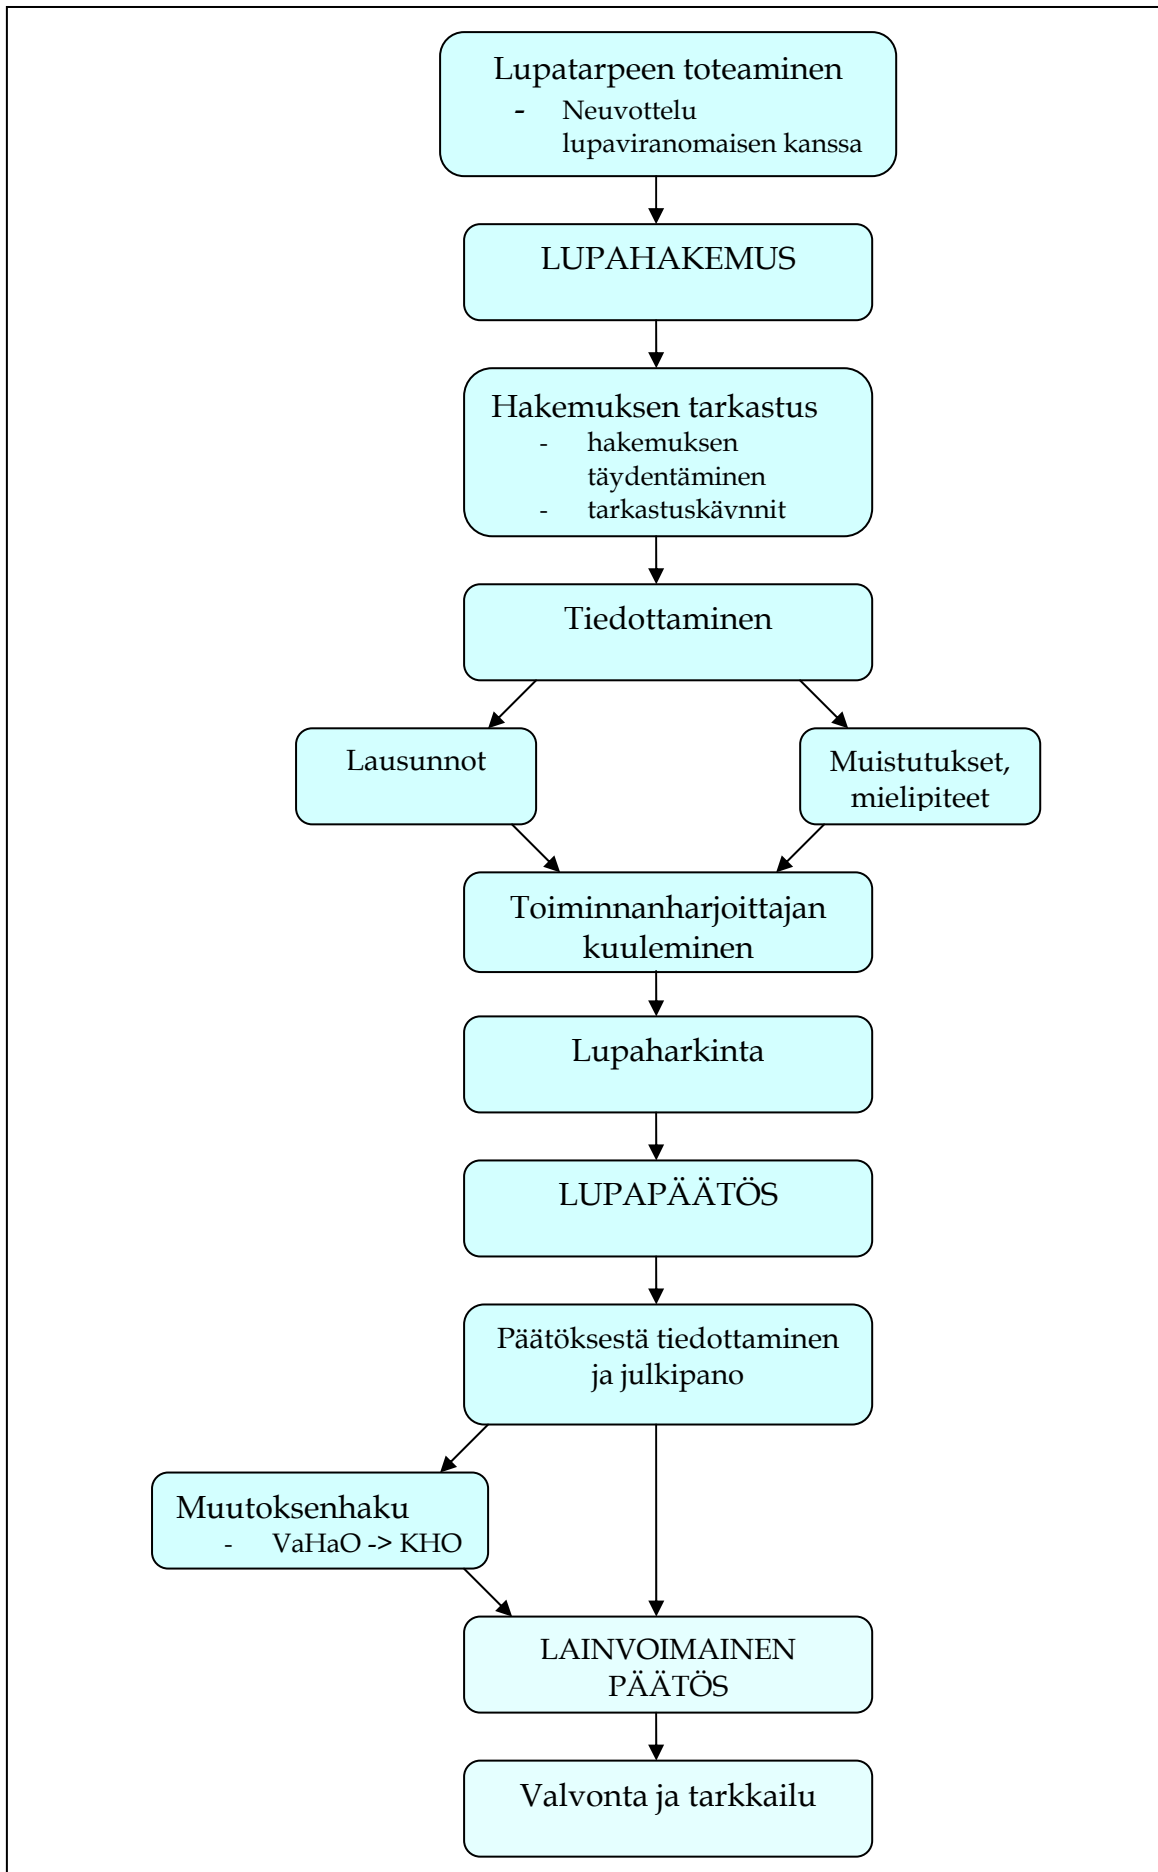 Lupatarpeen toteaminen
- Neuvottelu
lupaviranomaisen kanssa
LUPAHAKEMUS
Hakemuksen tarkastus
- hakemuksen
täydentäminen
- tarkastuskävnnit
Tiedottaminen
Lausunnot
Muistutukset,
mielipiteet
Toiminnanharjoittajan
kuuleminen
Lupaharkinta
LUPAPÄÄTÖS
Päätöksestä tiedottaminen
ja julkipano
Muutoksenhaku
- VaHaO -> KHO
LAINVOIMAINEN
PÄÄTÖS
Valvonta ja tarkkailu